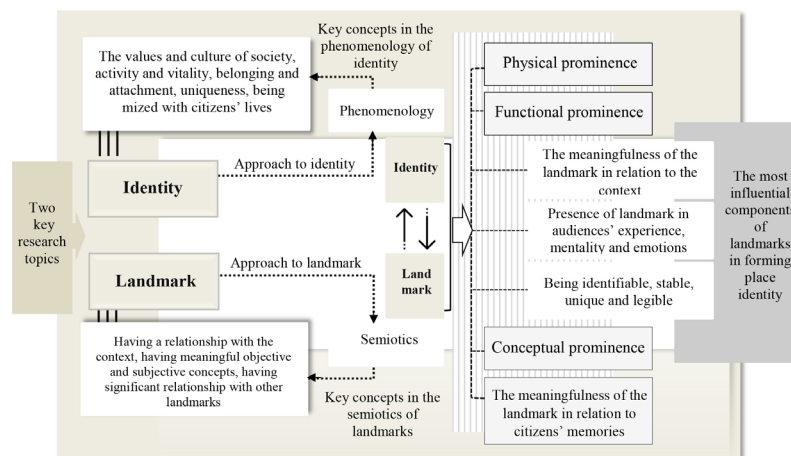 Two
key
research
topics
The values and culture of society,
activity and vitality, belonging and
attachment, uniqueness, being
mized with citizens' lives
Key concepts in the
phenomenology of
identity
Phenomenology
Identity
Approach to identity
Identity
Landmark
Approach to landmark
Land
mark
Semiotics
Having a relationship with the
context, having meaningful objective
and subjective concepts, having
significant relationship with other
landmarks
Key concepts in the
semiotics of
landmarks
Physical prominence
Functional prominence
The meaningfulness of the
landmark in relation to the
context
Presence of landmark in
audiences' experience,
mentality and emotions
Being identifiable, stable,
unique and legible
Conceptual prominence
The meaningfulness of the
landmark in relation to
citizens' memories
The most
influential
components
of
landmarks
in forming
place
identity